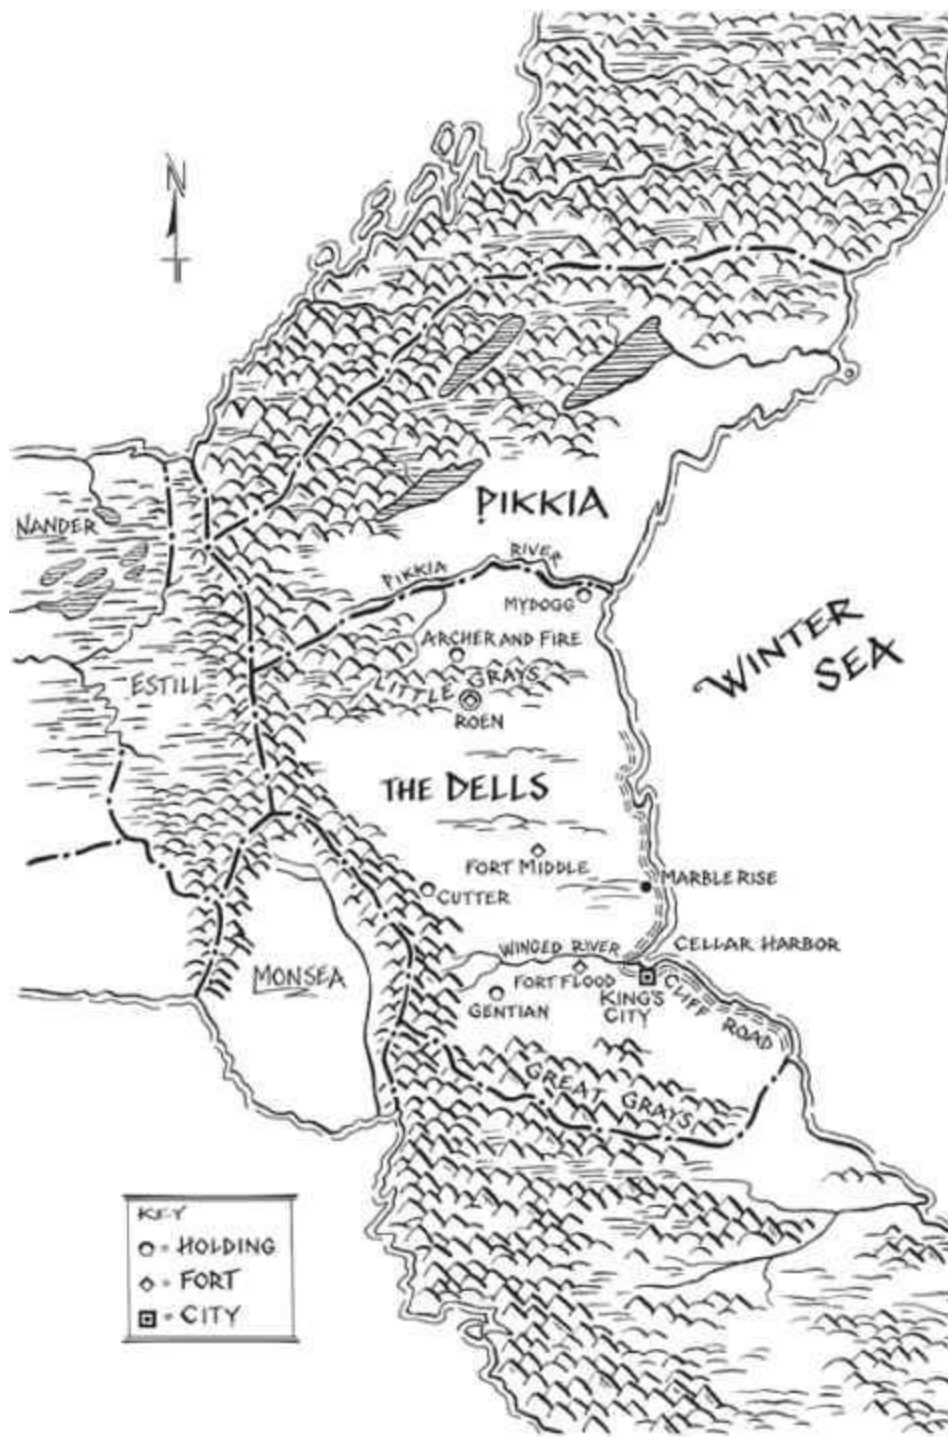 N
PIKKIA
NANDER
PIKKIA RIVER
MYDOGG
WINTER
SEA
ARCHER AND FIRE
ESTILL
LITTLE GRAYS
ROEN
THE DELLS
FORT MIDDLE
MARBLE RISE
CUTTER
WINGED RIVER
CELLAR HARBOR
MONSEA
FORT FLOOD
KING'S
CITY
CLIFF ROAD
GENTIAN
GREAT GRAYS
KEY
= HOLDING
= FORT
= CITY